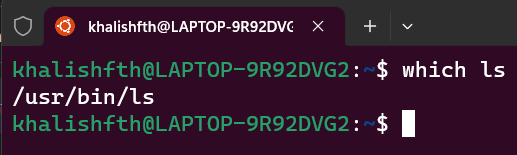 khalishfth@LAPTOP-9R92DVG
khalishfth@LAPTOP-9R92DVG2:~$ which ls
/usr/bin/ls
khalishfth@LAPTOP-9R92DVG2:~$